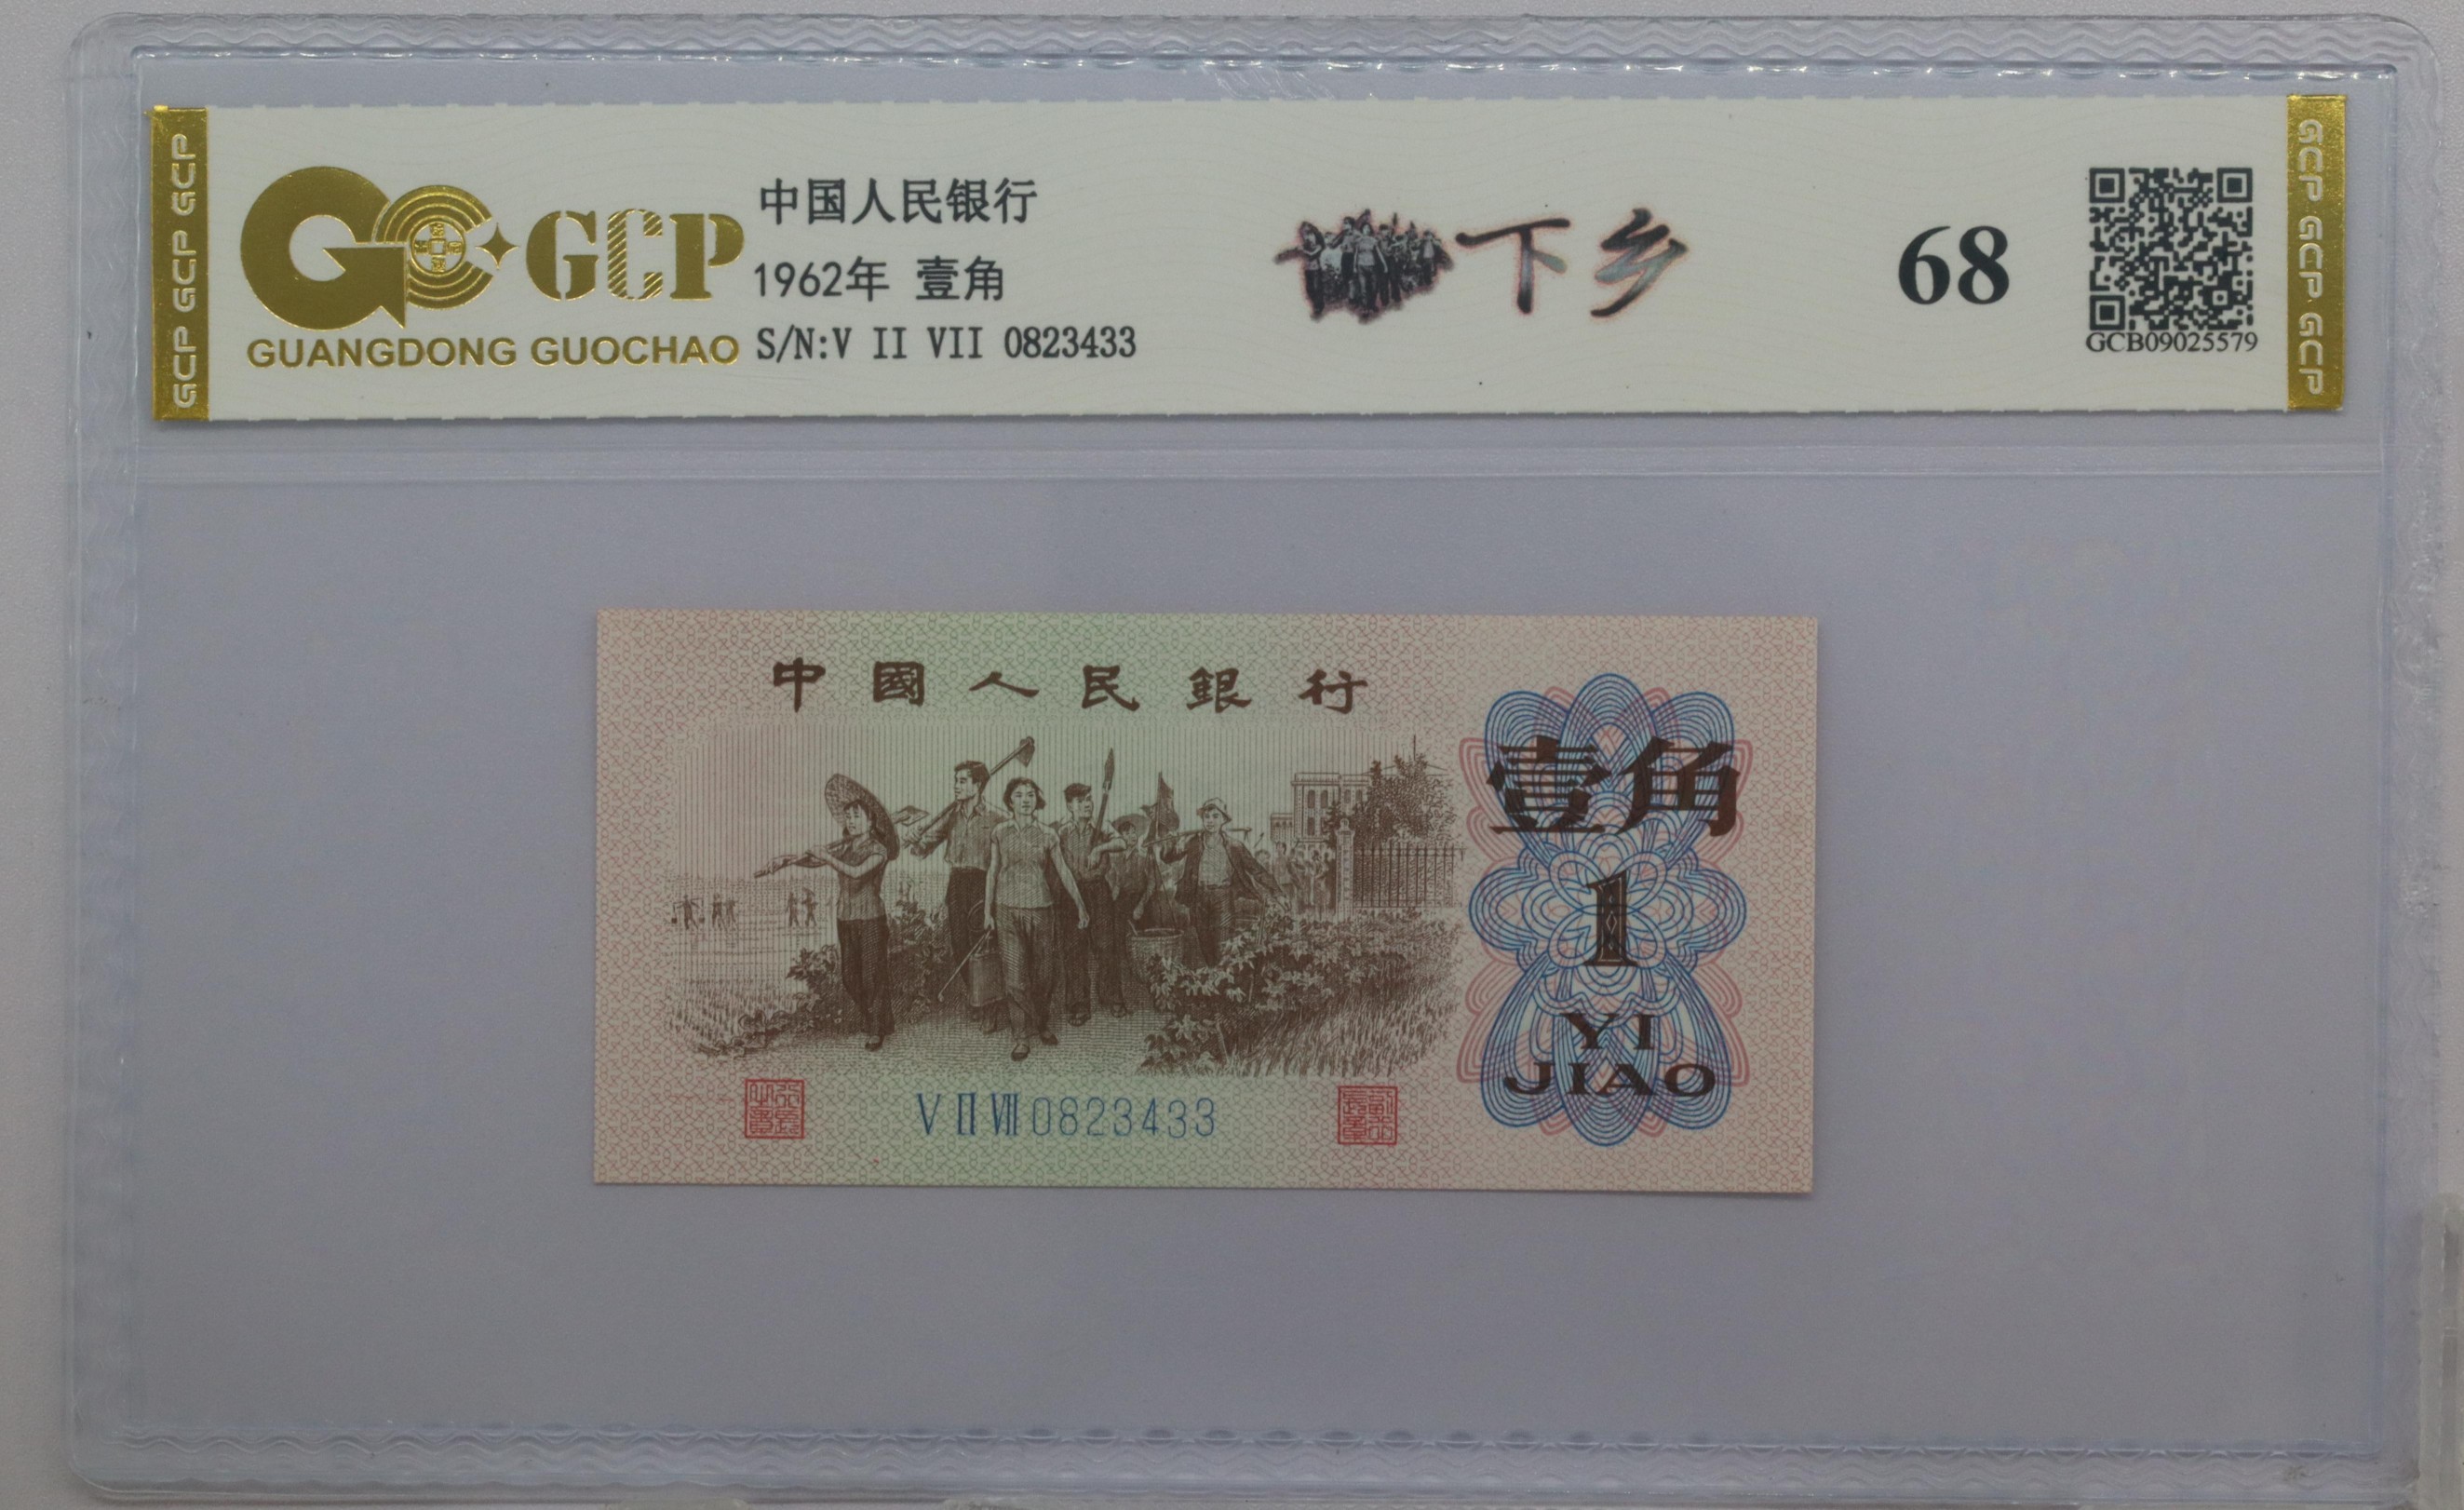 GCP GCP GCP
GCP
GUANGDONG GUOCHAO
中国人民银行
1962年 壹角
S/N:V II VII 0823433
下乡
68
GCB09025579
GCP GCP GCP
中國人民銀行
壹角
1
YI
JIAO
V II VII 0823433